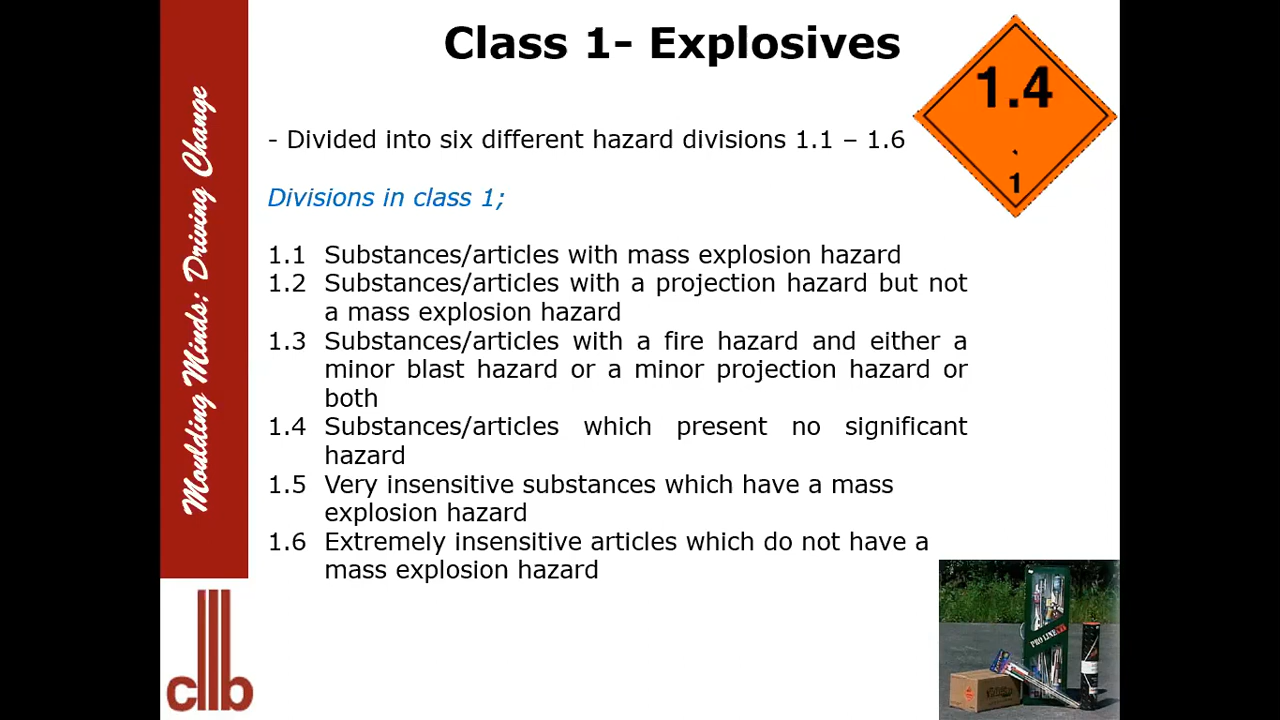 Class 1- Explosives
1.4
1
- Divided into six different hazard divisions 1.1 – 1.6
Divisions in class 1;
1.1 Substances/articles with mass explosion hazard
1.2 Substances/articles with a projection hazard but not
a mass explosion hazard
1.3 Substances/articles with a fire hazard and either a
minor blast hazard or a minor projection hazard or
both
1.4 Substances/articles which present no significant
hazard
1.5 Very insensitive substances which have a mass
explosion hazard
1.6 Extremely insensitive articles which do not have a
mass explosion hazard
Moulding Minds; Driving Change
cllb
PRO LINE